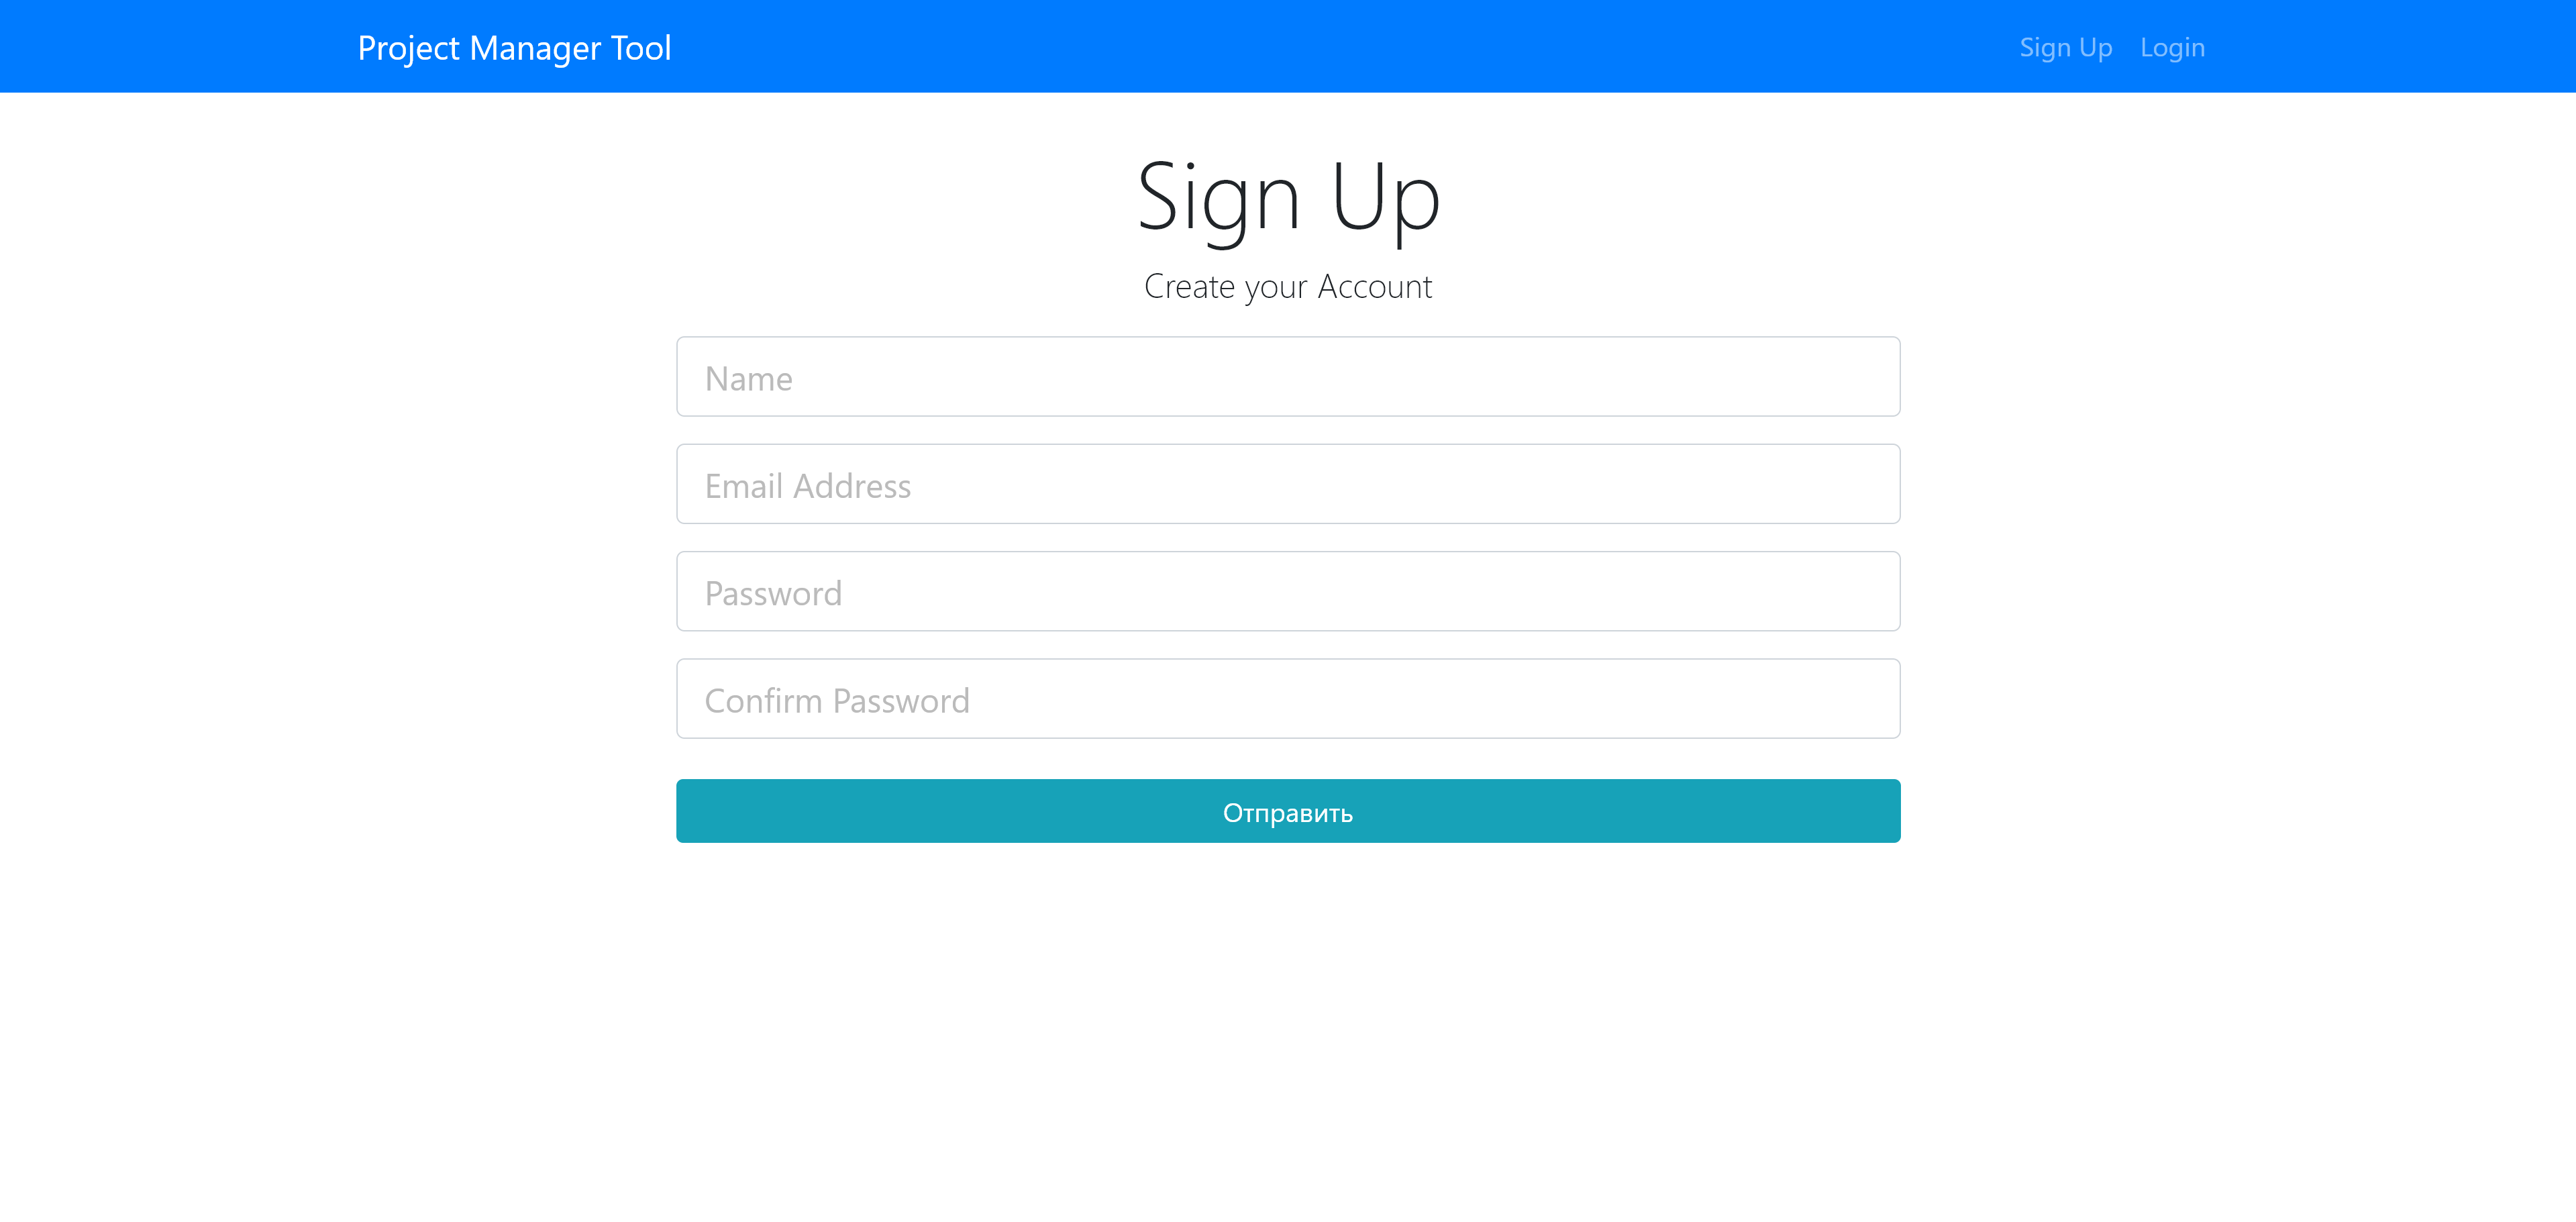 Project Manager Tool
Sign Up Login
Sign Up
Create your Account
Name
Email Address
Password
Confirm Password
Отправить